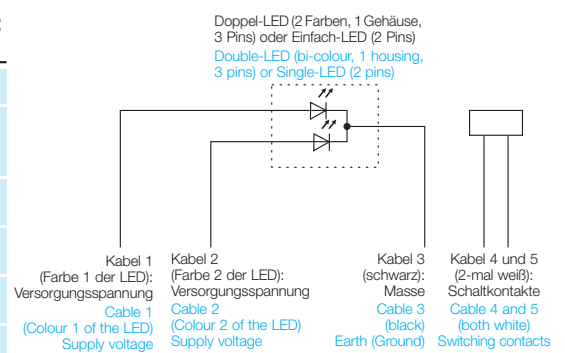 :
Doppel-LED (2 Farben, 1 Gehäuse,
3 Pins) oder Einfach-LED (2 Pins)
Double-LED (bi-colour, 1 housing,
3 pins) or Single-LED (2 pins)
Kabel 1
(Farbe 1 der LED):
Versorgungsspannung
Cable 1
(Colour 1 of the LED)
Supply voltage
Kabel 2
(Farbe 2 der LED):
Versorgungsspannung
Cable 2
(Colour 2 of the LED)
Supply voltage
Kabel 3
(schwarz):
Masse
Cable 3
(black)
Earth (Ground)
Kabel 4 und 5
(2-mal weiß):
Schaltkontakte
Cable 4 and 5
(both white)
Switching contacts